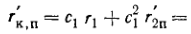 r′к,п = c₁ r₁ + c₁² r′₂п =